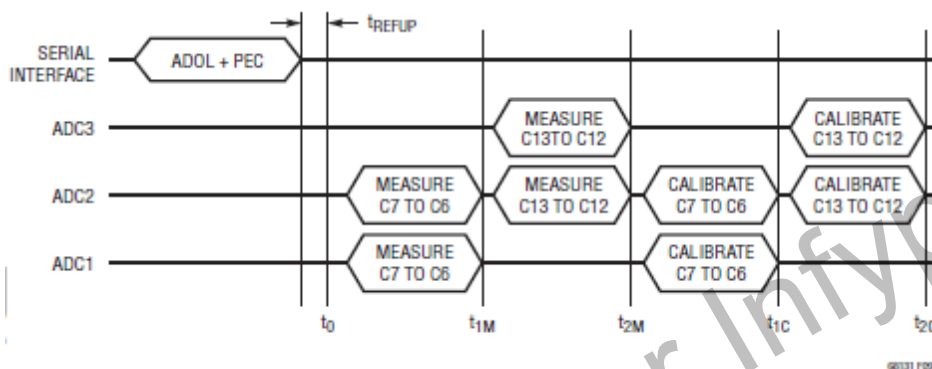 tREFUP
SERIAL
INTERFACE
ADOL + PEC
ADC3
MEASURE
C13TO C12
CALIBRATE
C13 TO C12
ADC2
MEASURE
C7 TO C6
MEASURE
C13 TO C12
CALIBRATE
C7 TO C6
CALIBRATE
C13 TO C12
ADC1
MEASURE
C7 TO C6
CALIBRATE
C7 TO C6
t0
t1M
t2M
t1C
t2C
r Infyp